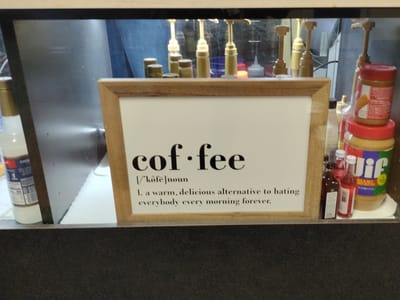 cof·fee
[/ˈkôfē]noun
1. a warm, delicious alternative to hating
everybody every morning forever.
Jif